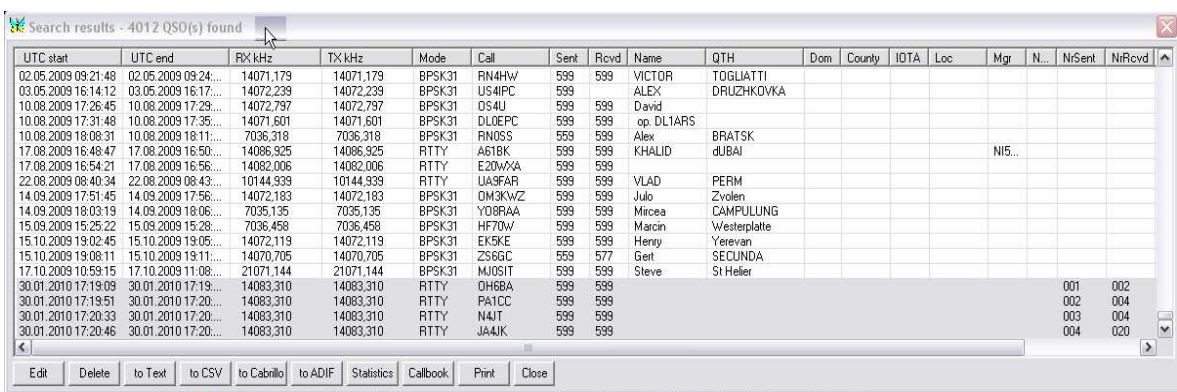 Search results - 4012 QSO(s) found
UTC start UTC end RX kHz TX kHz Mode Call Sent Rcvd Name QTH Dom County IOTA Loc Mgr N... NrSent NrRcvd
02.05.2009 09:21:48 02.05.2009 09:24:... 14071,179 14071,179 BPSK31 RN4HW 599 599 VICTOR TOGLIATTI
03.05.2009 16:14:12 03.05.2009 16:17:... 14072,239 14072,239 BPSK31 US4IPC 599 ALEX DRUZHKOVKA
10.08.2009 17:26:45 10.08.2009 17:29:... 14072,797 14072,797 BPSK31 OS4U 599 David
10.08.2009 17:31:48 10.08.2009 17:35:... 14071,601 14071,601 BPSK31 DL0EPC 599 599 op. DL1ARS
10.08.2009 18:08:31 10.08.2009 18:11:... 7036,318 7036,318 BPSK31 RN0SS 559 599 Alex BRATSK
17.08.2009 16:48:47 17.08.2009 16:50:... 14086,925 14086,925 RTTY A61BK 599 599 KHALID dUBAI NI5...
17.08.2009 16:54:21 17.08.2009 16:56:... 14082,006 14082,006 RTTY E20WXA 599 599
22.08.2009 08:40:34 22.08.2009 08:43:... 10144,939 10144,939 RTTY UA9FAR 599 599 VLAD PERM
14.09.2009 17:51:45 14.09.2009 17:56:... 14072,183 14072,183 BPSK31 OM3KWZ 599 599 Julo Zvolen
14.09.2009 18:03:19 14.09.2009 18:06:... 7035,135 7035,135 BPSK31 YO8RAA 599 599 Mircea CAMPULUNG
15.09.2009 15:25:22 15.09.2009 15:28:... 7036,458 7036,458 BPSK31 HF70W 599 599 Marcin Westerplatte
15.10.2009 19:02:45 15.10.2009 19:05:... 14072,119 14072,119 BPSK31 EK5KE 599 599 Henry Yerevan
15.10.2009 19:08:11 15.10.2009 19:11:... 14070,705 14070,705 BPSK31 ZS6GC 559 577 Gert SECUNDA
17.10.2009 10:59:15 17.10.2009 11:08:... 21071,144 21071,144 BPSK31 MJ0SIT 599 599 Steve St Helier
30.01.2010 17:19:09 30.01.2010 17:19:... 14083,310 14083,310 RTTY OH6BA 599 599 001 002
30.01.2010 17:19:51 30.01.2010 17:20:... 14083,310 14083,310 RTTY PA1CC 599 599 002 004
30.01.2010 17:20:33 30.01.2010 17:20:... 14083,310 14083,310 RTTY N4JT 599 599 003 004
30.01.2010 17:20:46 30.01.2010 17:20:... 14083,310 14083,310 RTTY JA4JK 599 599 004 020
Edit Delete to Text to CSV to Cabrillo to ADIF Statistics Callbook Print Close